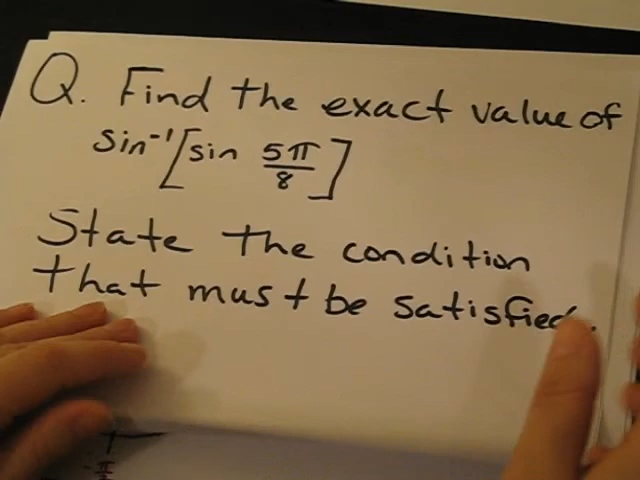 Q. Find the exact value of
sin⁻¹[sin 5π/8]
State the condition
that must be satisfied.